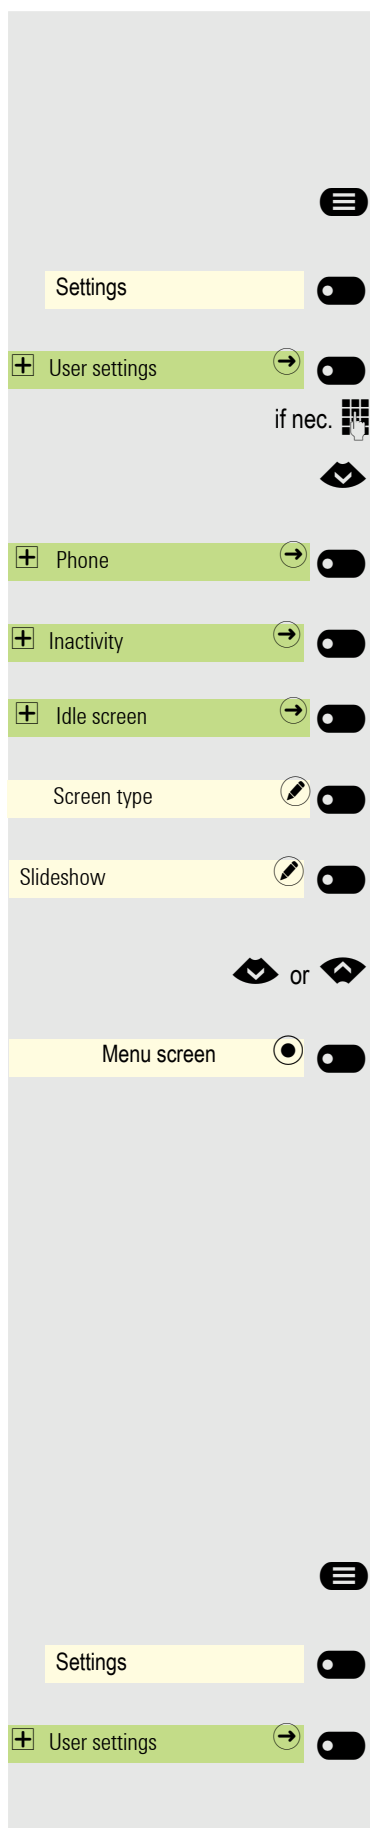 Settings
User settings
if nec.
Phone
Inactivity
Idle screen
Screen type
Slideshow
or
Menu screen
Settings
User settings